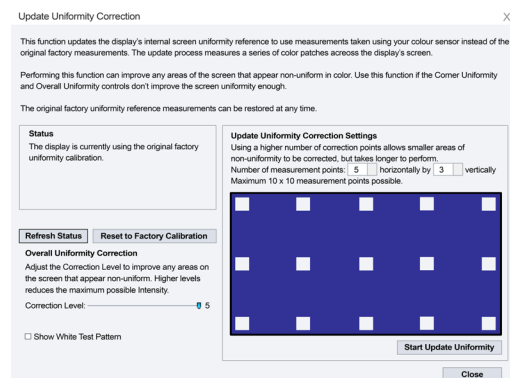 Update Uniformity Correction
X
This function updates the display's internal screen uniformity reference to use measurements taken using your colour sensor instead of the
original factory measurements. The update process measures a series of color patches acreoss the display's screen.
Performing this function can improve any areas of the screen that appear non-uniform in color. Use this function if the Corner Uniformity
and Overall Uniformity controls don't improve the screen uniformity enough.
The original factory uniformity reference measurements can be restored at any time.
Status
The display is currently using the original factory
uniformity calibration.
Refresh Status
Reset to Factory Calibration
Overall Uniformity Correction
Adjust the Correction Level to improve any areas on
the screen that appear non-uniform. Higher levels
reduces the maximum possible Intensity.
Correction Level: 5
Show White Test Pattern
Update Uniformity Correction Settings
Using a higher number of correction points allows smaller areas of
non-uniformity to be corrected, but takes longer to perform.
Number of measurement points: 5 horizontally by 3 vertically
Maximum 10 x 10 measurement points possible.
Start Update Uniformity
Close